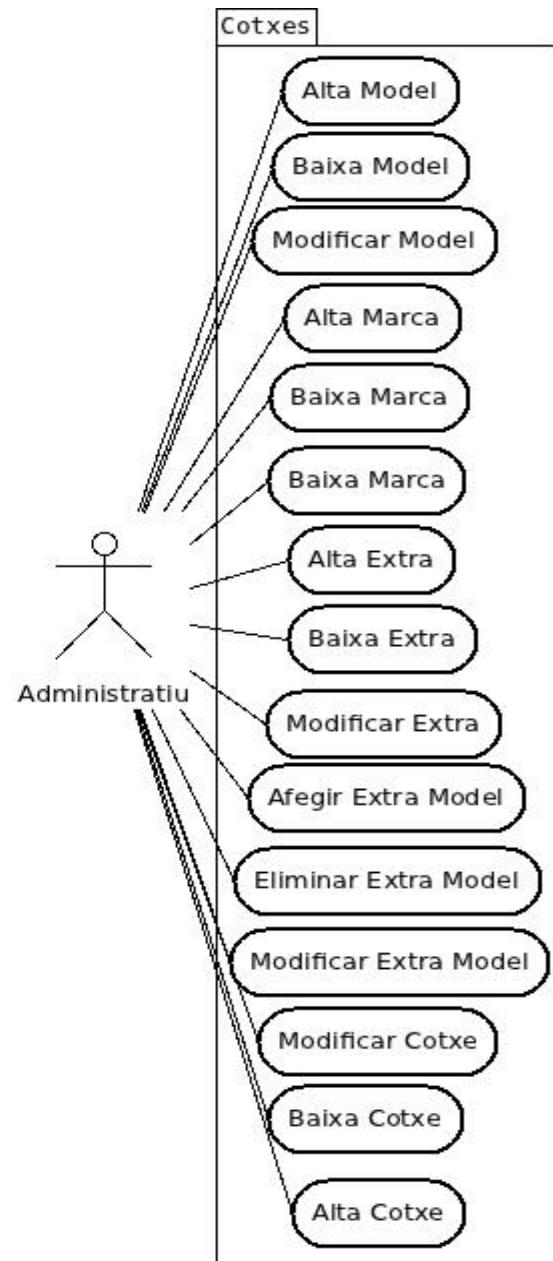 Cotxes
Alta Model
Baixa Model
Modificar Model
Alta Marca
Baixa Marca
Baixa Marca
Alta Extra
Baixa Extra
Administratiu
Modificar Extra
Afegir Extra Model
Eliminar Extra Model
Modificar Extra Model
Modificar Cotxe
Baixa Cotxe
Alta Cotxe